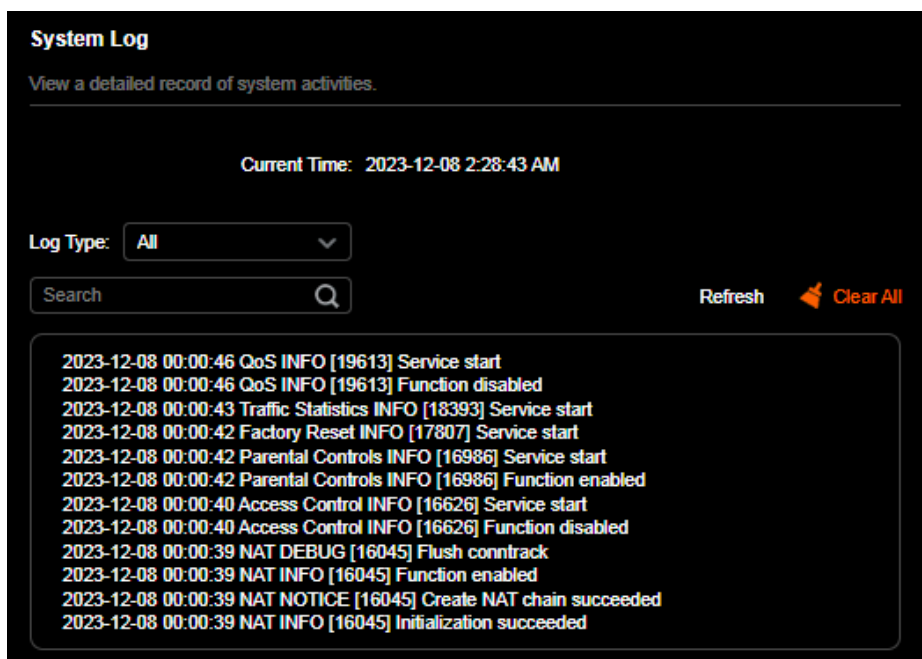 System Log
View a detailed record of system activities.
Current Time: 2023-12-08 2:28:43 AM
Log Type: All
Search
Refresh Clear All
2023-12-08 00:00:46 QoS INFO [19613] Service start
2023-12-08 00:00:46 QoS INFO [19613] Function disabled
2023-12-08 00:00:43 Traffic Statistics INFO [18393] Service start
2023-12-08 00:00:42 Factory Reset INFO [17807] Service start
2023-12-08 00:00:42 Parental Controls INFO [16986] Service start
2023-12-08 00:00:42 Parental Controls INFO [16986] Function enabled
2023-12-08 00:00:40 Access Control INFO [16626] Service start
2023-12-08 00:00:40 Access Control INFO [16626] Function disabled
2023-12-08 00:00:39 NAT DEBUG [16045] Flush conntrack
2023-12-08 00:00:39 NAT INFO [16045] Function enabled
2023-12-08 00:00:39 NAT NOTICE [16045] Create NAT chain succeeded
2023-12-08 00:00:39 NAT INFO [16045] Initialization succeeded